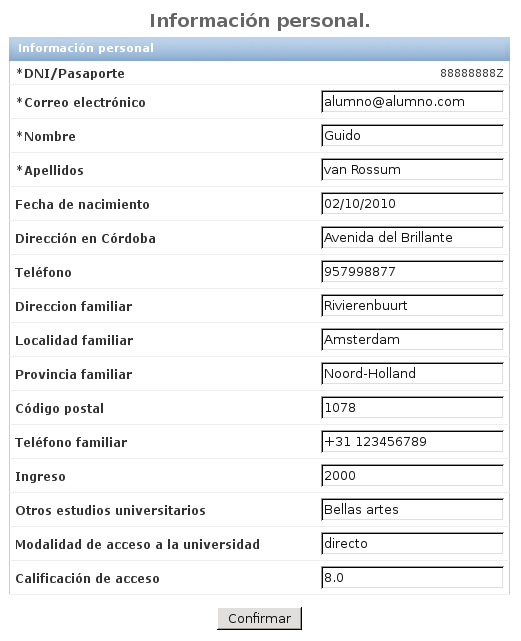 Información personal.
Información personal
*DNI/Pasaporte 88888888Z
*Correo electrónico alumno@alumno.com
*Nombre Guido
*Apellidos van Rossum
Fecha de nacimiento 02/10/2010
Dirección en Córdoba Avenida del Brillante
Teléfono 957998877
Direccion familiar Rivierenbuurt
Localidad familiar Amsterdam
Provincia familiar Noord-Holland
Código postal 1078
Teléfono familiar +31 123456789
Ingreso 2000
Otros estudios universitarios Bellas artes
Modalidad de acceso a la universidad directo
Calificación de acceso 8.0
Confirmar